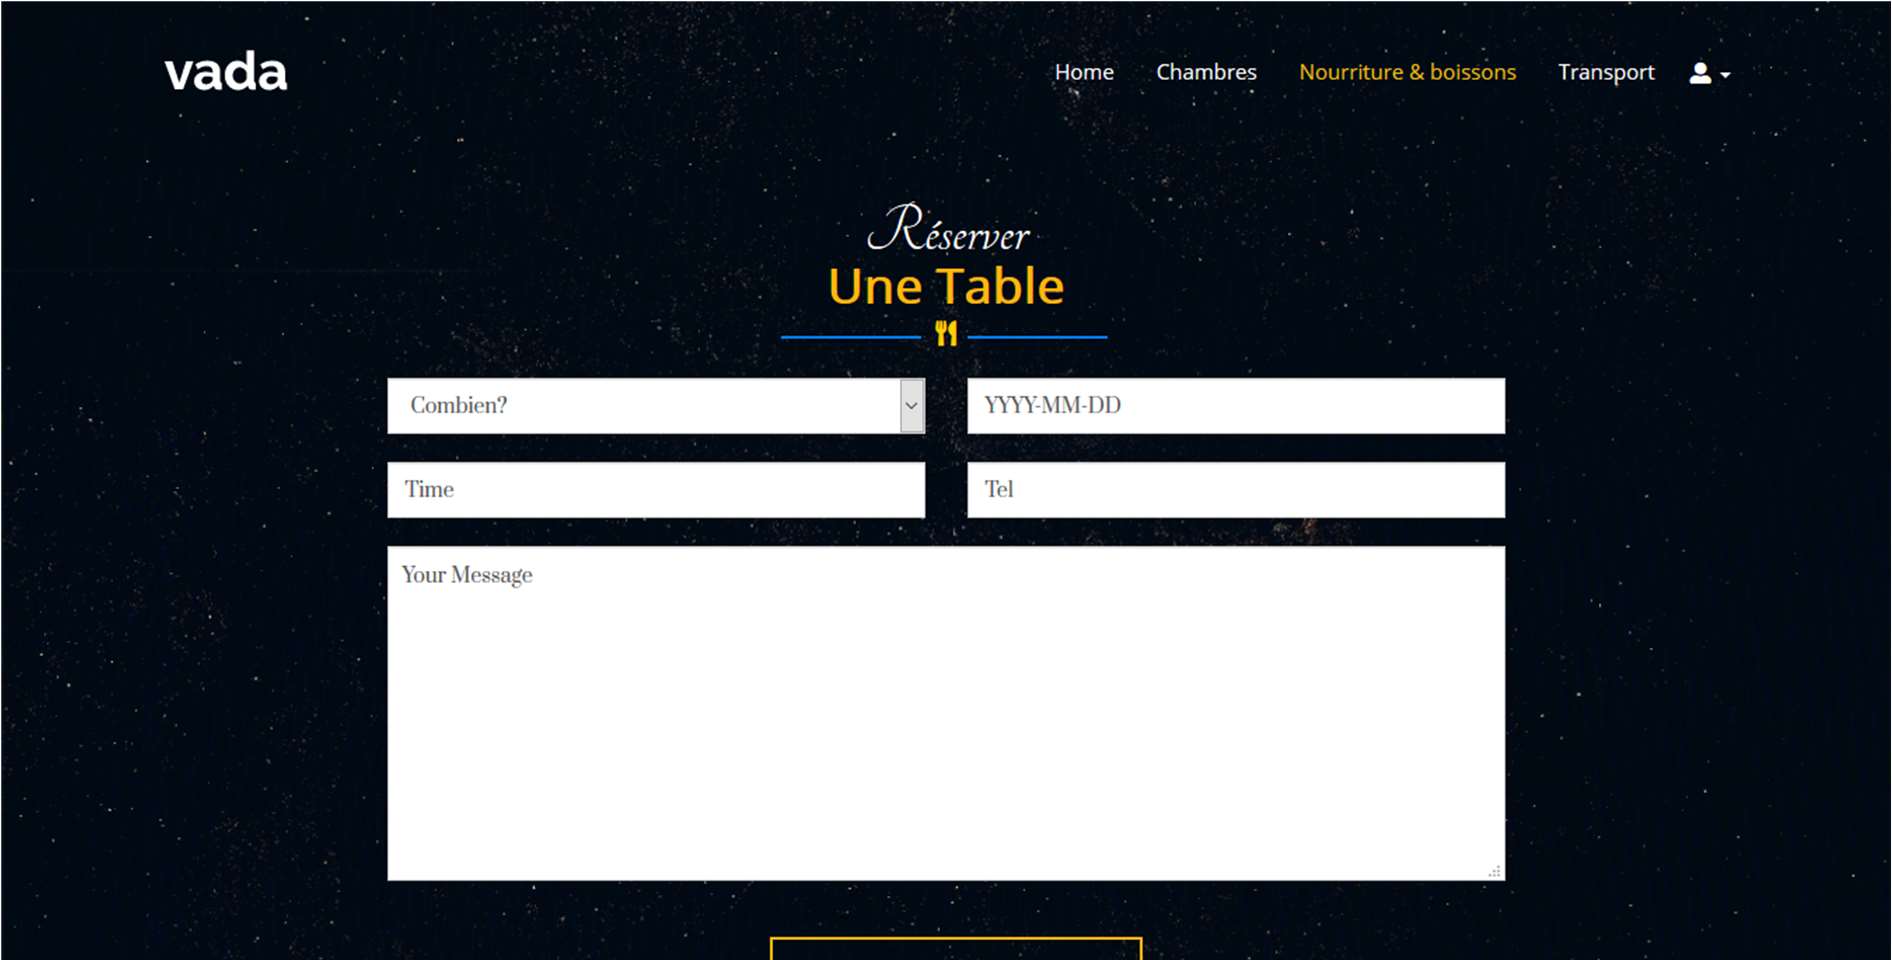 vada
Home Chambres Nourriture & boissons Transport
Réserver
Une Table
Combien? YYYY-MM-DD
Time Tel
Your Message